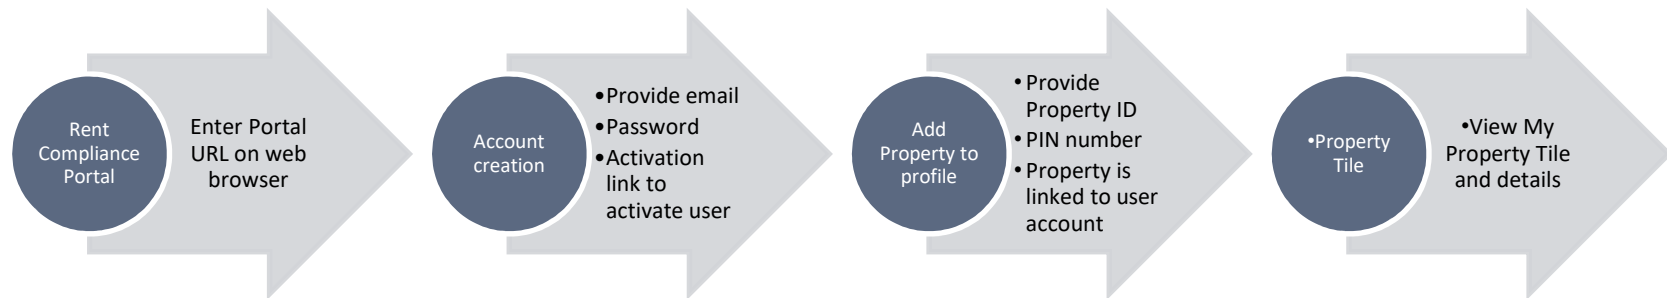 Rent
Compliance
Portal
Enter Portal
URL on web
browser
Account
creation
•Provide email
•Password
•Activation
link to
activate user
Add
Property to
profile
•Provide
Property ID
•PIN number
•Property is
linked to user
account
•Property
Tile
•View My
Property Tile
and details